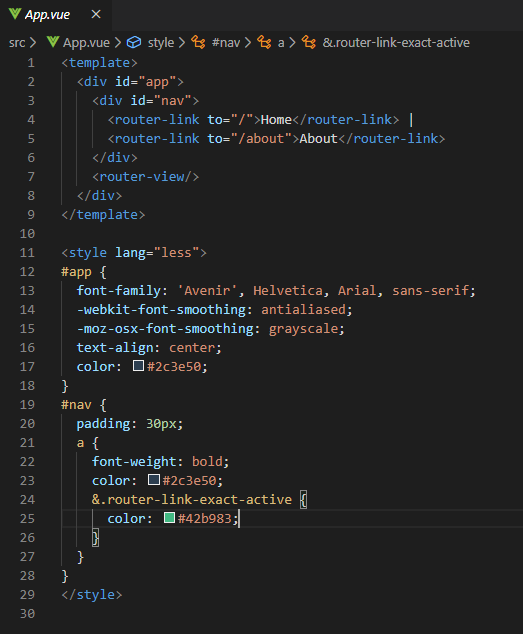 App.vue ×
src > App.vue > style > #nav > a > &.router-link-exact-active
1 <template>
2   <div id="app">
3     <div id="nav">
4       <router-link to="/">Home</router-link> |
5       <router-link to="/about">About</router-link>
6     </div>
7     <router-view/>
8   </div>
9 </template>
10
11 <style lang="less">
12 #app {
13   font-family: 'Avenir', Helvetica, Arial, sans-serif;
14   -webkit-font-smoothing: antialiased;
15   -moz-osx-font-smoothing: grayscale;
16   text-align: center;
17   color: #2c3e50;
18 }
19 #nav {
20   padding: 30px;
21   a {
22     font-weight: bold;
23     color: #2c3e50;
24     &.router-link-exact-active {
25       color: #42b983;
26     }
27   }
28 }
29 </style>
30